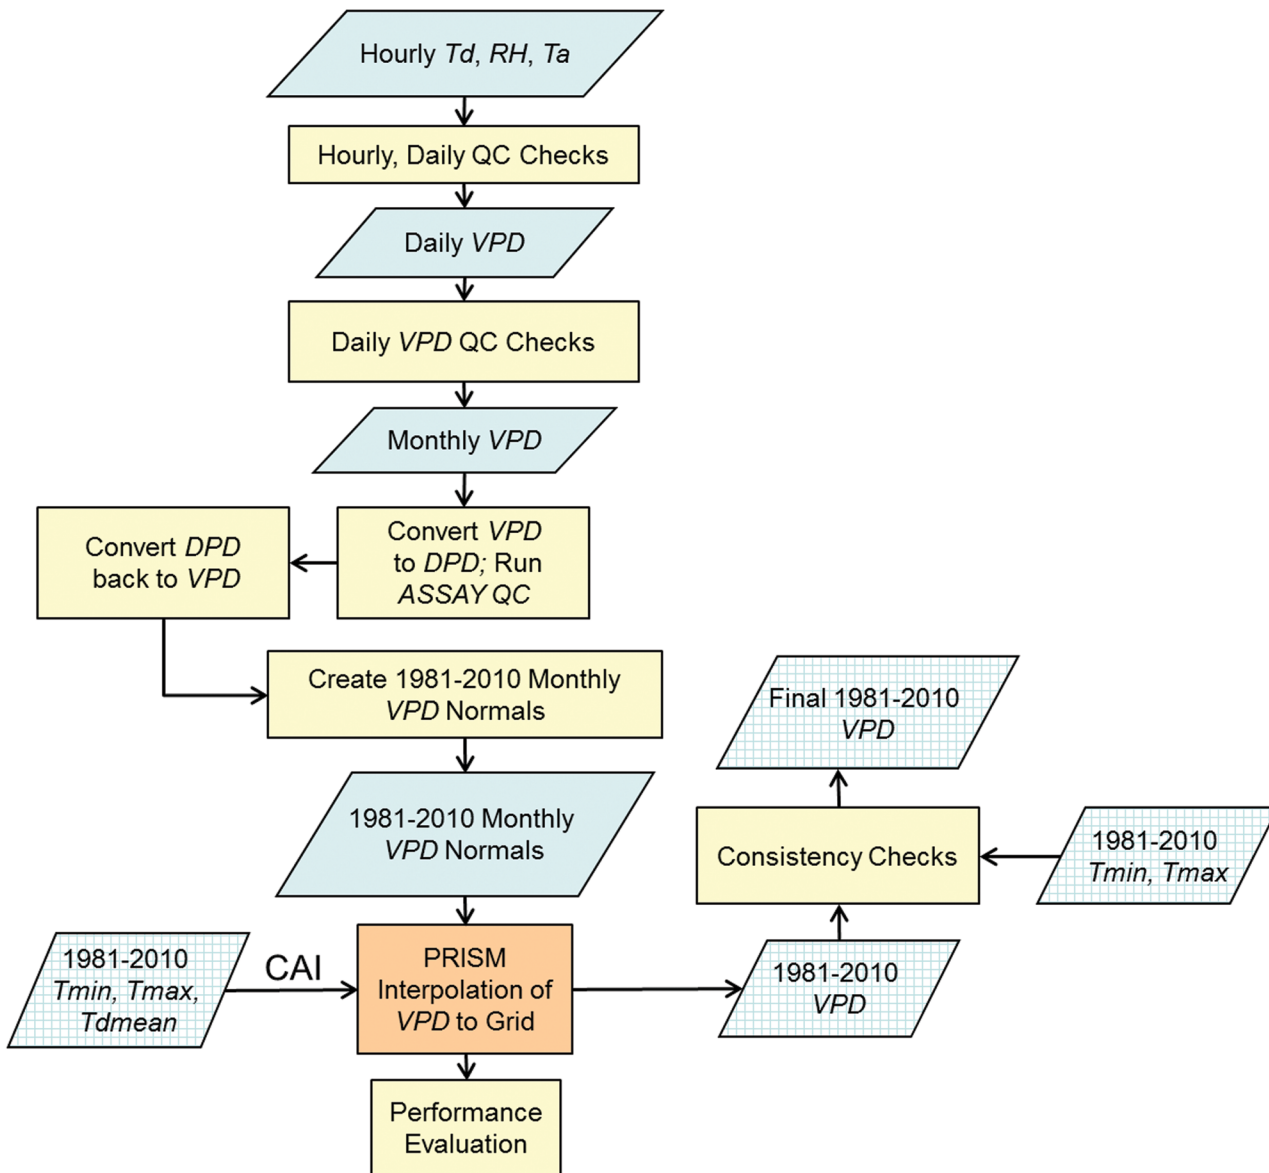 Hourly Td, RH, Ta
Hourly, Daily QC Checks
Daily VPD
Daily VPD QC Checks
Monthly VPD
Convert DPD
back to VPD
Convert VPD
to DPD; Run
ASSAY QC
Create 1981-2010 Monthly
VPD Normals
Final 1981-2010
VPD
1981-2010 Monthly
VPD Normals
Consistency Checks
1981-2010
Tmin, Tmax
1981-2010
Tmin, Tmax,
Tdmean
CAI
PRISM
Interpolation of
VPD to Grid
1981-2010
VPD
Performance
Evaluation